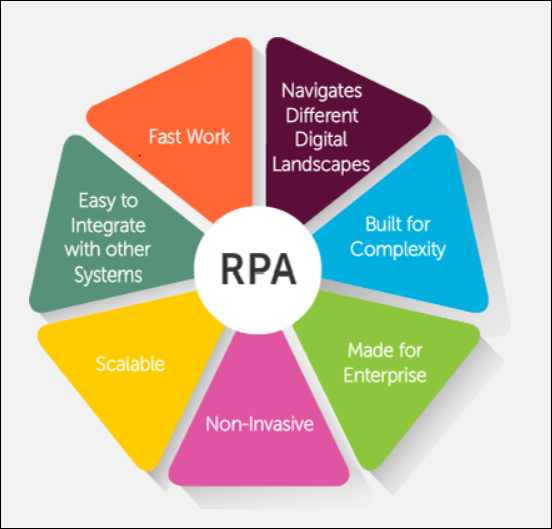 Navigates
Different
Digital
Landscapes
Built for
Complexity
Made for
Enterprise
Non-Invasive
Scalable
Easy to
Integrate
with other
Systems
Fast Work
RPA